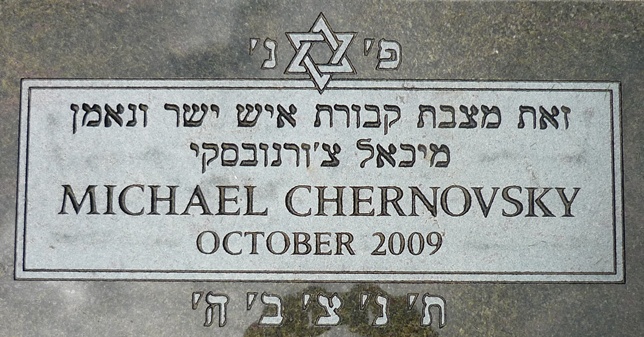 פ' נ'
זאת מצבת קבורת איש ישר ונאמן
מיכאל צ'ורנובסקי
MICHAEL CHERNOVSKY
OCTOBER 2009
ת' נ' צ' ב' ה'